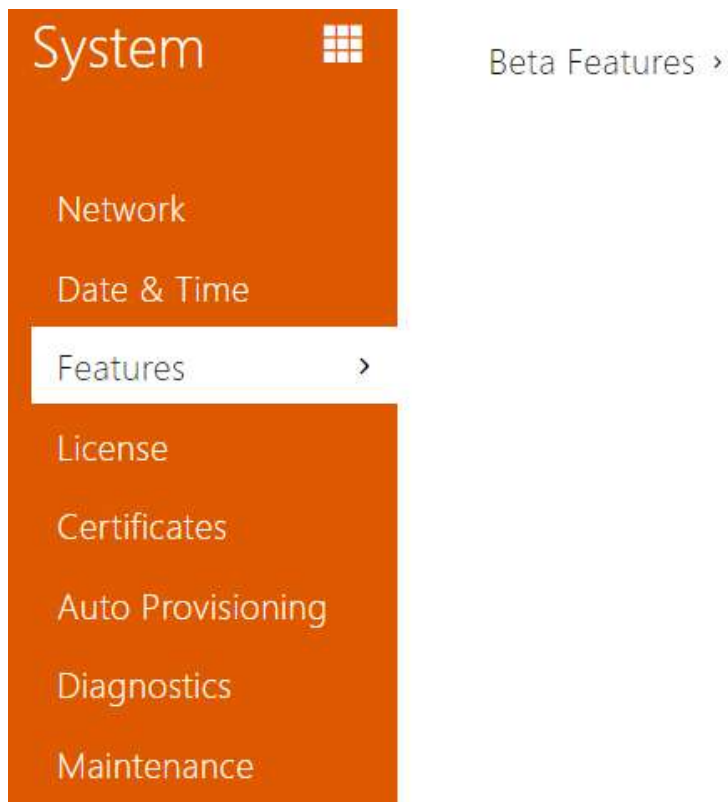 System
Network
Date & Time
Features
License
Certificates
Auto Provisioning
Diagnostics
Maintenance
Beta Features